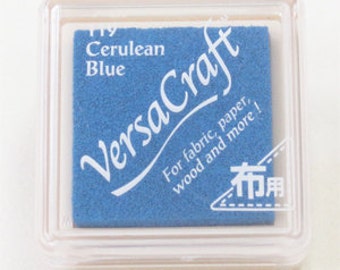 119
Cerulean
Blue
VersaCraft
For fabric, paper,
wood and more!
布用